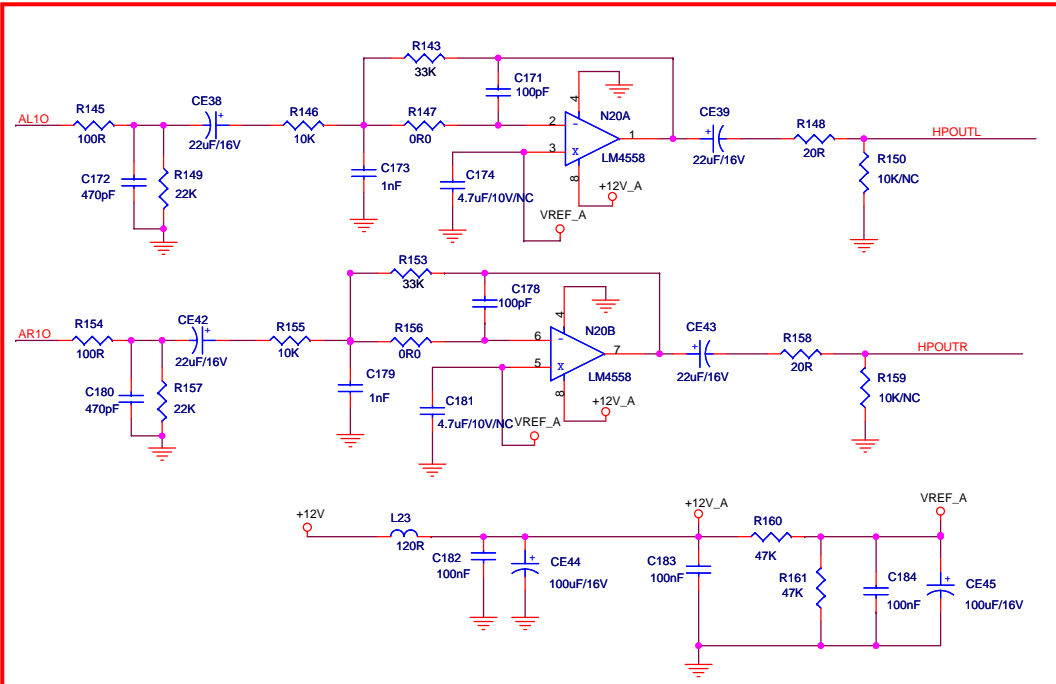 R143
33K
C171
100pF
AL1O
R145
100R
CE38
+
22uF/16V
R146
10K
R147
0R0
C172
470pF
R149
22K
C173
1nF
C174
4.7uF/10V/NC
2
3
4
8
1
-
X
N20A
LM4558
+12V_A
VREF_A
CE39
+
22uF/16V
R148
20R
HPOUTL
R150
10K/NC
R153
33K
C178
100pF
AR1O
R154
100R
CE42
+
22uF/16V
R155
10K
R156
0R0
C180
470pF
R157
22K
C179
1nF
C181
4.7uF/10V/NC
6
5
4
8
7
-
X
N20B
LM4558
+12V_A
VREF_A
CE43
+
22uF/16V
R158
20R
HPOUTR
R159
10K/NC
+12V
L23
120R
C182
100nF
+
CE44
100uF/16V
+12V_A
C183
100nF
R160
47K
R161
47K
C184
100nF
VREF_A
+
CE45
100uF/16V